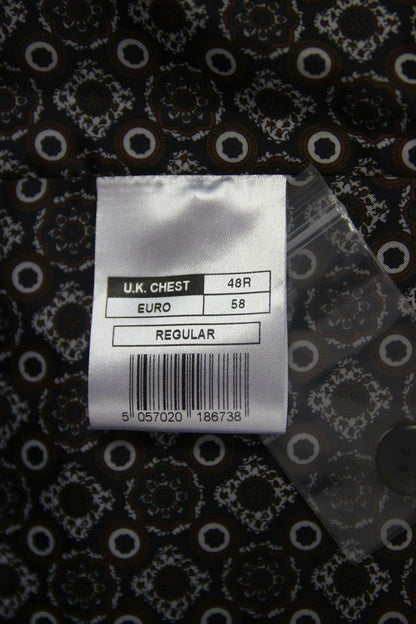 U.K. CHEST 48R
EURO 58
REGULAR
5 057020 186738